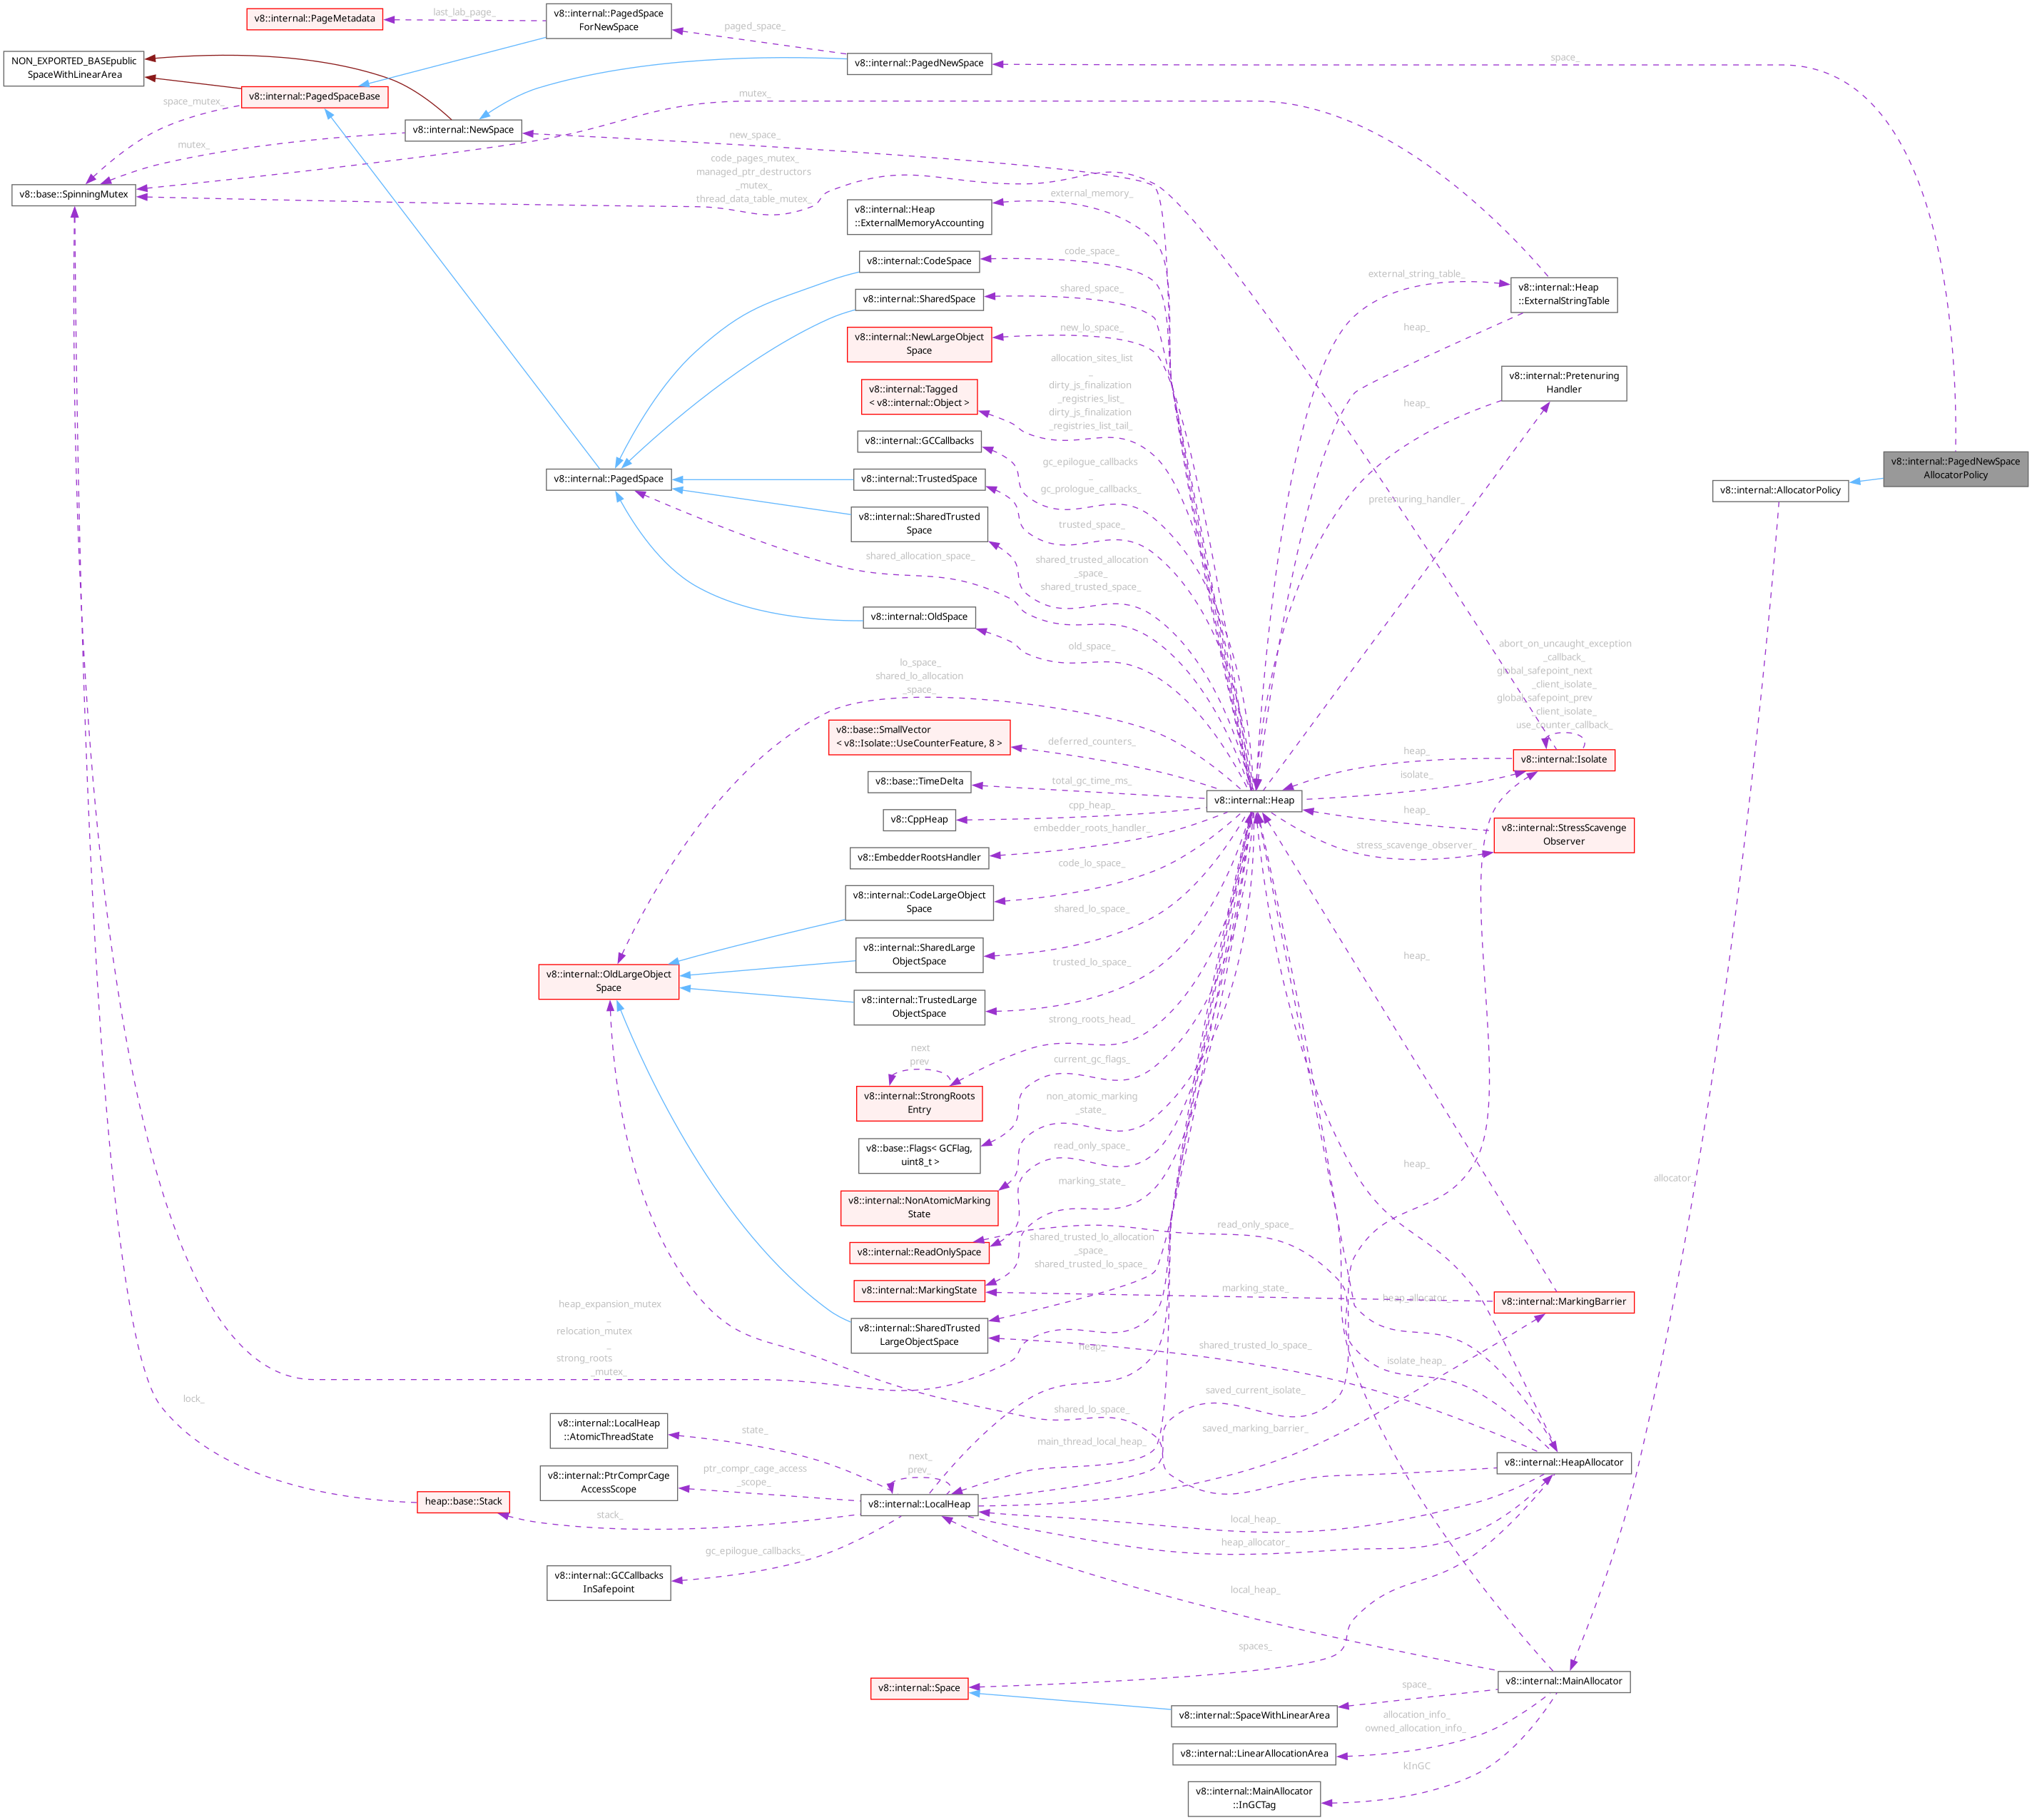 v8::internal::PageMetadata
last_lab_page_
v8::internal::PagedSpace
ForNewSpace
paged_space_
v8::internal::PagedNewSpace
space_
NON_EXPORTED_BASEpublic
SpaceWithLinearArea
v8::internal::PagedSpaceBase
space_mutex_
v8::internal::NewSpace
mutex_
mutex_
new_space_
v8::base::SpinningMutex
code_pages_mutex_
managed_ptr_destructors
_mutex_
thread_data_table_mutex_
v8::internal::Heap
::ExternalMemoryAccounting
external_memory_
v8::internal::CodeSpace
code_space_
v8::internal::SharedSpace
shared_space_
v8::internal::NewLargeObject
Space
new_lo_space_
v8::internal::Tagged
< v8::internal::Object >
allocation_sites_list
_
dirty_js_finalization
_registries_list_
dirty_js_finalization
_registries_list_tail_
v8::internal::GCCallbacks
gc_epilogue_callbacks
_
gc_prologue_callbacks_
v8::internal::PagedSpace
v8::internal::TrustedSpace
trusted_space_
v8::internal::SharedTrusted
Space
shared_trusted_allocation
_space_
shared_trusted_space_
shared_allocation_space_
v8::internal::OldSpace
old_space_
external_string_table_
v8::internal::Heap
::ExternalStringTable
heap_
v8::internal::Pretenuring
Handler
heap_
pretenuring_handler_
v8::internal::PagedNewSpace
AllocatorPolicy
v8::internal::AllocatorPolicy
abort_on_uncaught_exception
_callback_
global_safepoint_next
_client_isolate_
global_safepoint_prev
_client_isolate_
use_counter_callback_
v8::internal::Isolate
heap_
isolate_
lo_space_
shared_lo_allocation
_space_
v8::base::SmallVector
< v8::Isolate::UseCounterFeature, 8 >
deferred_counters_
v8::base::TimeDelta
total_gc_time_ms_
v8::internal::Heap
v8::CppHeap
cpp_heap_
v8::EmbedderRootsHandler
embedder_roots_handler_
heap_
v8::internal::StressScavenge
Observer
stress_scavenge_observer_
v8::internal::CodeLargeObject
Space
code_lo_space_
v8::internal::SharedLarge
ObjectSpace
shared_lo_space_
v8::internal::OldLargeObject
Space
v8::internal::TrustedLarge
ObjectSpace
trusted_lo_space_
heap_
strong_roots_head_
next
prev
v8::internal::StrongRoots
Entry
v8::base::Flags< GCFlag,
uint8_t >
current_gc_flags_
v8::internal::NonAtomicMarking
State
non_atomic_marking
_state_
v8::internal::ReadOnlySpace
read_only_space_
v8::internal::MarkingState
marking_state_
v8::internal::SharedTrusted
LargeObjectSpace
shared_trusted_lo_allocation
_space_
shared_trusted_lo_space_
heap_
allocator_
read_only_space_
marking_state_
v8::internal::MarkingBarrier
heap_allocator_
heap_expansion_mutex
_
relocation_mutex
_
strong_roots
_mutex_
heap_
shared_trusted_lo_space_
isolate_heap_
saved_current_isolate_
lock_
v8::internal::LocalHeap
::AtomicThreadState
state_
shared_lo_space_
main_thread_local_heap_
saved_marking_barrier_
v8::internal::PtrComprCage
AccessScope
ptr_compr_cage_access
_scope_
next_
prev_
v8::internal::HeapAllocator
heap::base::Stack
stack_
v8::internal::LocalHeap
local_heap_
heap_allocator_
v8::internal::GCCallbacks
InSafepoint
gc_epilogue_callbacks_
local_heap_
spaces_
v8::internal::Space
v8::internal::MainAllocator
space_
v8::internal::SpaceWithLinearArea
allocation_info_
owned_allocation_info_
v8::internal::LinearAllocationArea
kInGC
v8::internal::MainAllocator
::InGCTag